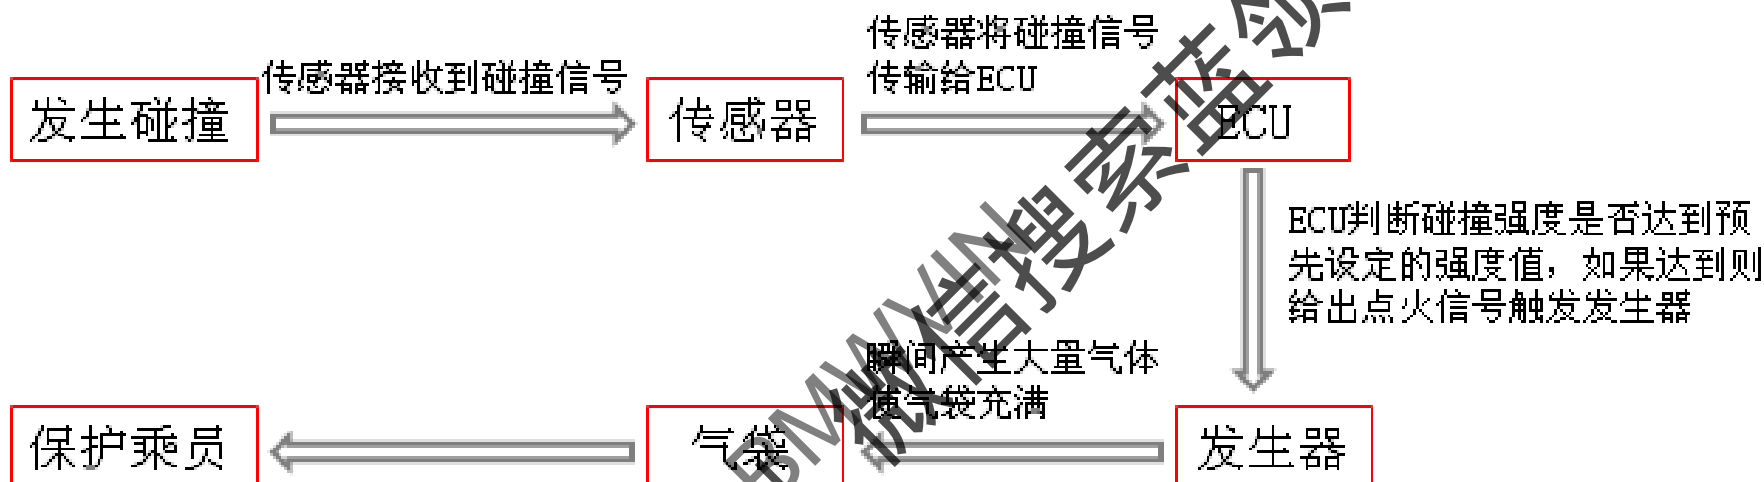 传感器将碰撞信号
传感器接收到碰撞信号
传输给ECU
发生碰撞
传感器
ECU
ECU判断碰撞强度是否达到预
先设定的强度值，如果达到则
给出点火信号触发发生器
瞬间产生大量气体
使气袋充满
保护乘员
气袋
发生器
BMWYIXIN
微信搜索蓝领